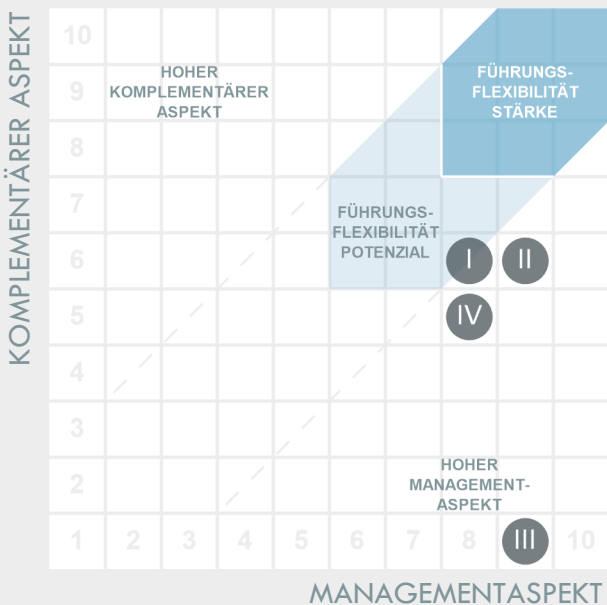 KOMPLEMENTÄRER ASPEKT
10
9
8
7
6
5
4
3
2
1 2 3 4 5 6 7 8 10
HOHER
KOMPLEMENTÄRER
ASPEKT
FÜHRUNGS-
FLEXIBILITÄT
STÄRKE
FÜHRUNGS-
FLEXIBILITÄT
POTENZIAL
I II
IV
HOHER
MANAGEMENT-
ASPEKT
III
MANAGEMENTASPEKT